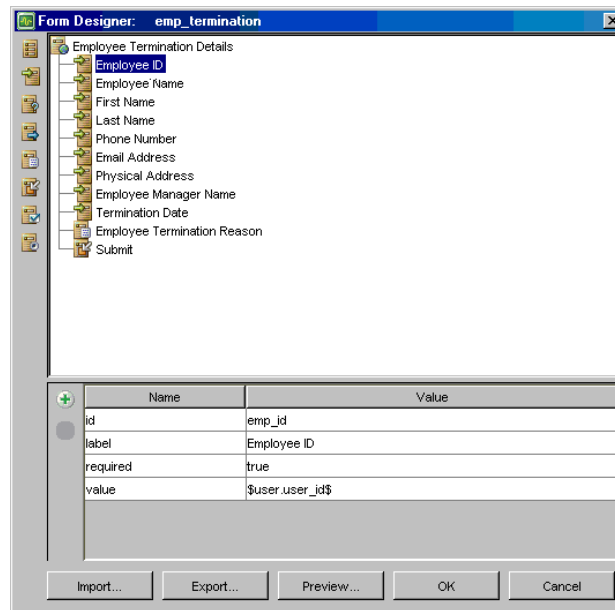 Form Designer: emp_termination
Employee Termination Details
Employee ID
Employee Name
First Name
Last Name
Phone Number
Email Address
Physical Address
Employee Manager Name
Termination Date
Employee Termination Reason
Submit
Name Value
id emp_id
label Employee ID
required true
value $user.user_id$
Import... Export... Preview... OK Cancel